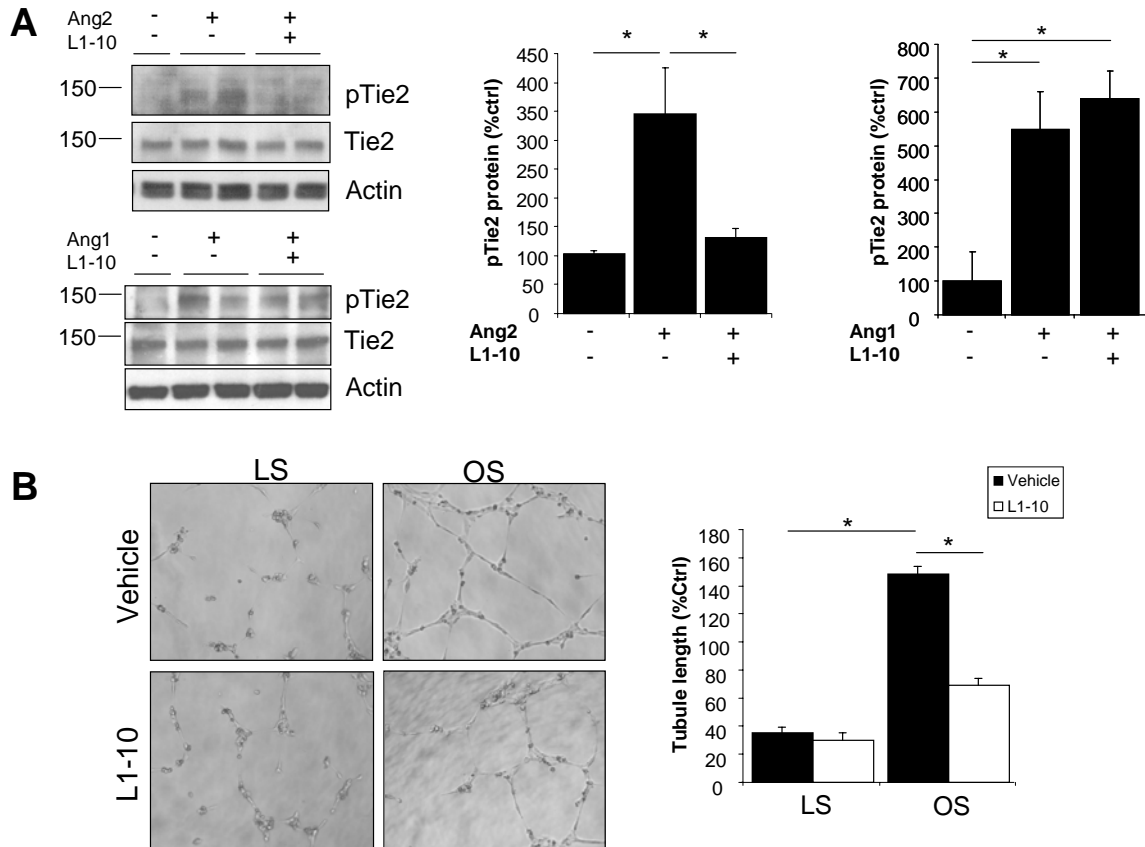 A
Ang2 - + +
L1-10 - - +
150 pTie2
150 Tie2
Actin
Ang1 - + +
L1-10 - - +
150 pTie2
150 Tie2
Actin
pTie2 protein (%ctrl)
* *
450
400
350
300
250
200
150
100
50
0
Ang2 - + +
L1-10 - - +
pTie2 protein (%ctrl)
*
*
800
700
600
500
400
300
200
100
0
Ang1 - + +
L1-10 - - +
B
LS OS
Vehicle
L1-10
Vehicle
L1-10
Tubule length (%Ctrl)
* *
180
160
140
120
100
80
60
40
20
0
LS OS